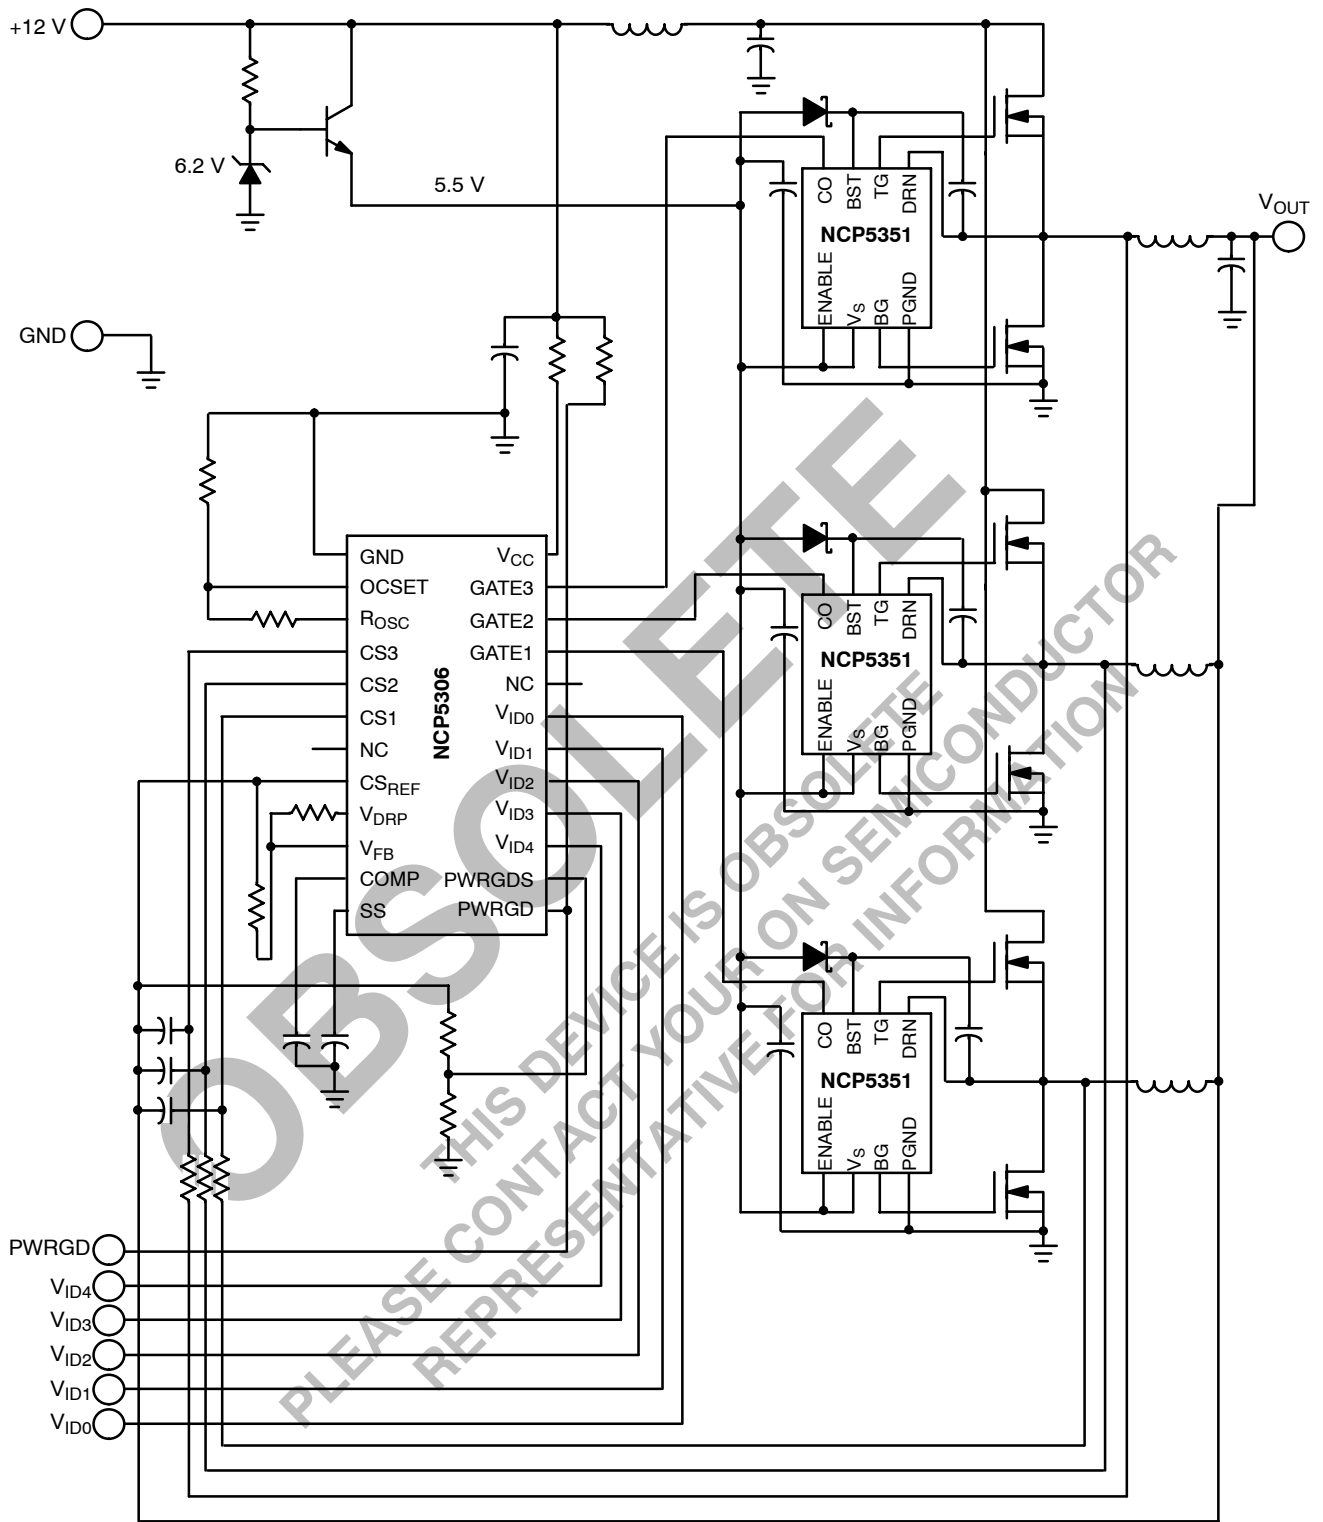 +12 V
6.2 V
5.5 V
GND
VOUT
CO
BST
TG
DRN
NCP5351
ENABLE
VS
BG
PGND
NCP5306
GND
OCSET
ROSC
CS3
CS2
CS1
NC
CSREF
VDRP
VFB
COMP
SS
VCC
GATE3
GATE2
GATE1
NC
VID0
VID1
VID2
VID3
VID4
PWRGDS
PWRGD
CO
BST
TG
DRN
NCP5351
ENABLE
VS
BG
PGND
CO
BST
TG
DRN
NCP5351
ENABLE
VS
BG
PGND
PWRGD
VID4
VID3
VID2
VID1
VID0
OBSOLETE
THIS DEVICE IS OBSOLETE
PLEASE CONTACT YOUR ON SEMICONDUCTOR
REPRESENTATIVE FOR INFORMATION